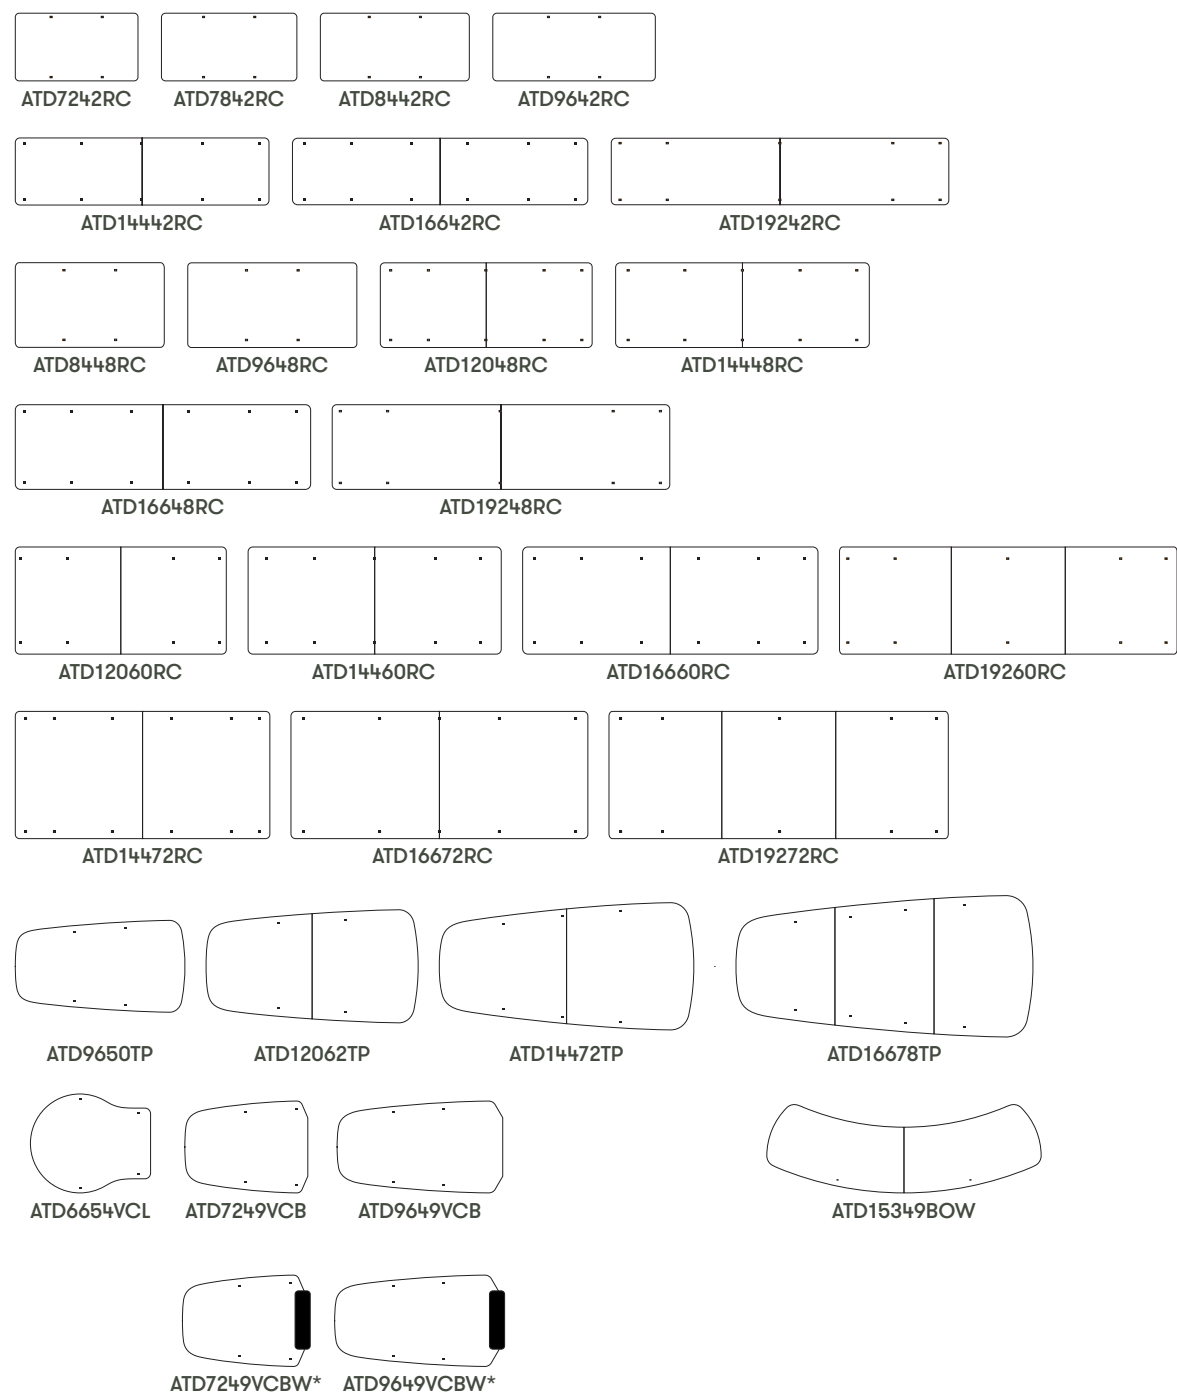 ATD7242RC ATD7842RC ATD8442RC ATD9642RC
ATD14442RC ATD16642RC ATD19242RC
ATD8448RC ATD9648RC ATD12048RC ATD14448RC
ATD16648RC ATD19248RC
ATD12060RC ATD14460RC ATD16660RC ATD19260RC
ATD14472RC ATD16672RC ATD19272RC
ATD9650TP ATD12062TP ATD14472TP ATD16678TP
ATD6654VCL ATD7249VCB ATD9649VCB ATD15349BOW
ATD7249VCBW* ATD9649VCBW*